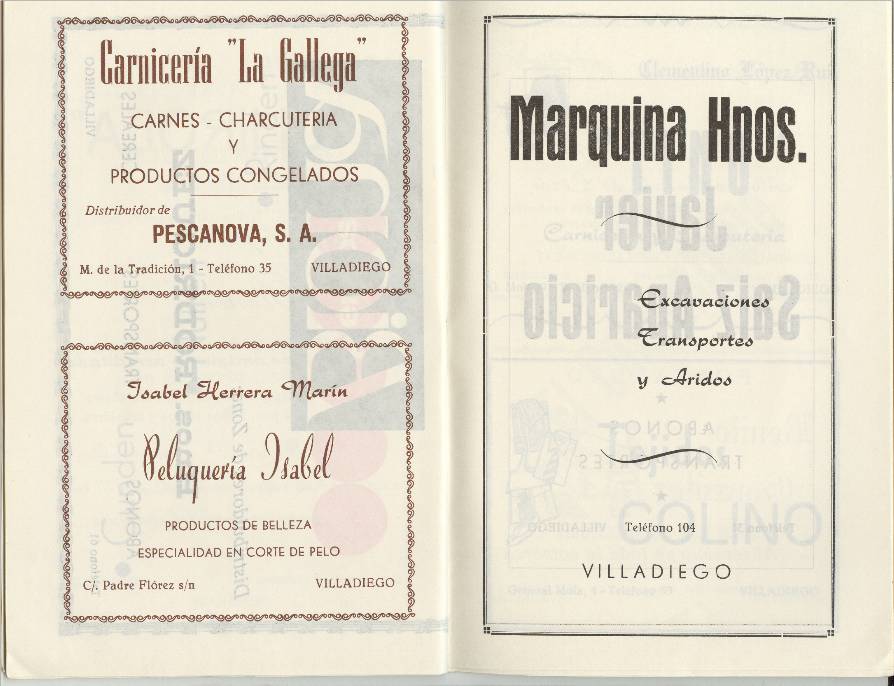 Carnicería "La Gallega"
CARNES - CHARCUTERIA
Y
PRODUCTOS CONGELADOS
Distribuidor de
PESCANOVA, S. A.
M. de la Tradición, 1 - Teléfono 35 VILLADIEGO
Isabel Herrera Marín
Peluquería Isabel
PRODUCTOS DE BELLEZA
ESPECIALIDAD EN CORTE DE PELO
C/. Padre Flórez s/n VILLADIEGO
Marquina Hnos.
Excavaciones
Transportes
y Aridos
Teléfono 104
VILLADIEGO